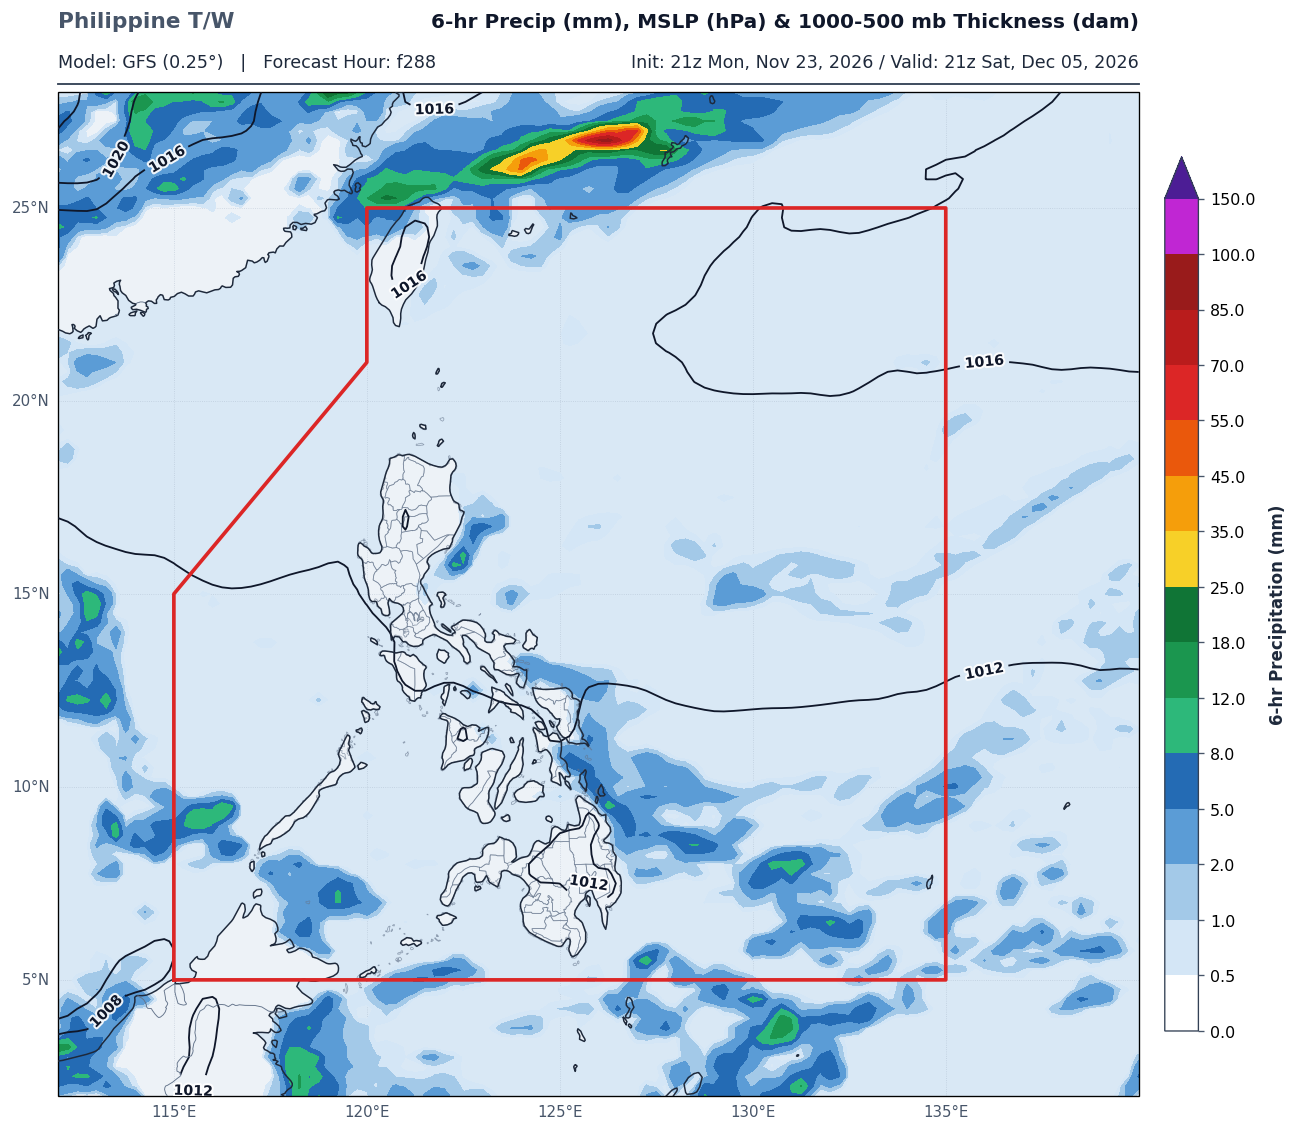 Philippine T/W
6-hr Precip (mm), MSLP (hPa) & 1000-500 mb Thickness (dam)
Model: GFS (0.25°) | Forecast Hour: f288
Init: 21z Mon, Nov 23, 2026 / Valid: 21z Sat, Dec 05, 2026
1016
1020
1016
1016
1016
1012
1012
1008
1012
25°N
20°N
15°N
10°N
5°N
115°E
120°E
125°E
130°E
135°E
150.0
100.0
85.0
70.0
55.0
45.0
35.0
25.0
18.0
12.0
8.0
5.0
2.0
1.0
0.5
0.0
6-hr Precipitation (mm)